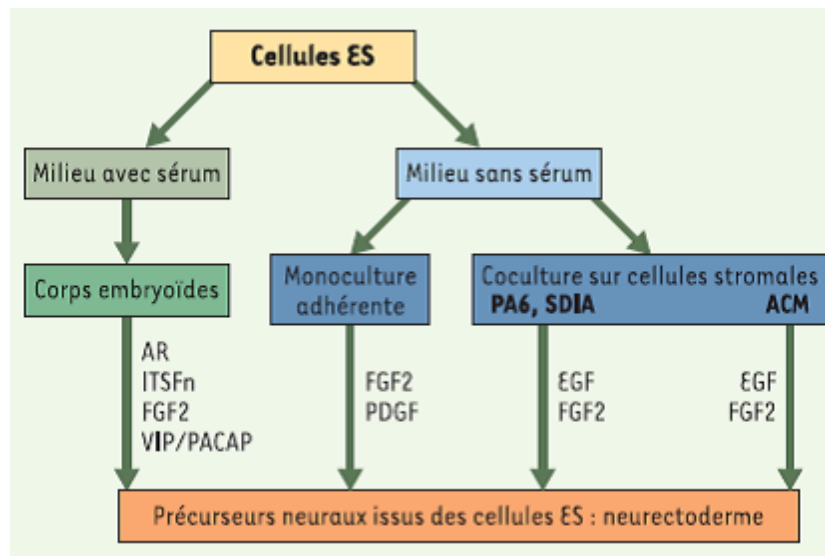 Cellules ES
Milieu avec sérum
Milieu sans sérum
Corps embryoïdes
Monoculture
adhérente
Coculture sur cellules stromales
PA6, SDIA ACM
AR
ITSFn
FGF2
VIP/PACAP
FGF2
PDGF
EGF
FGF2
EGF
FGF2
Précurseurs neuraux issus des cellules ES : neurectoderme